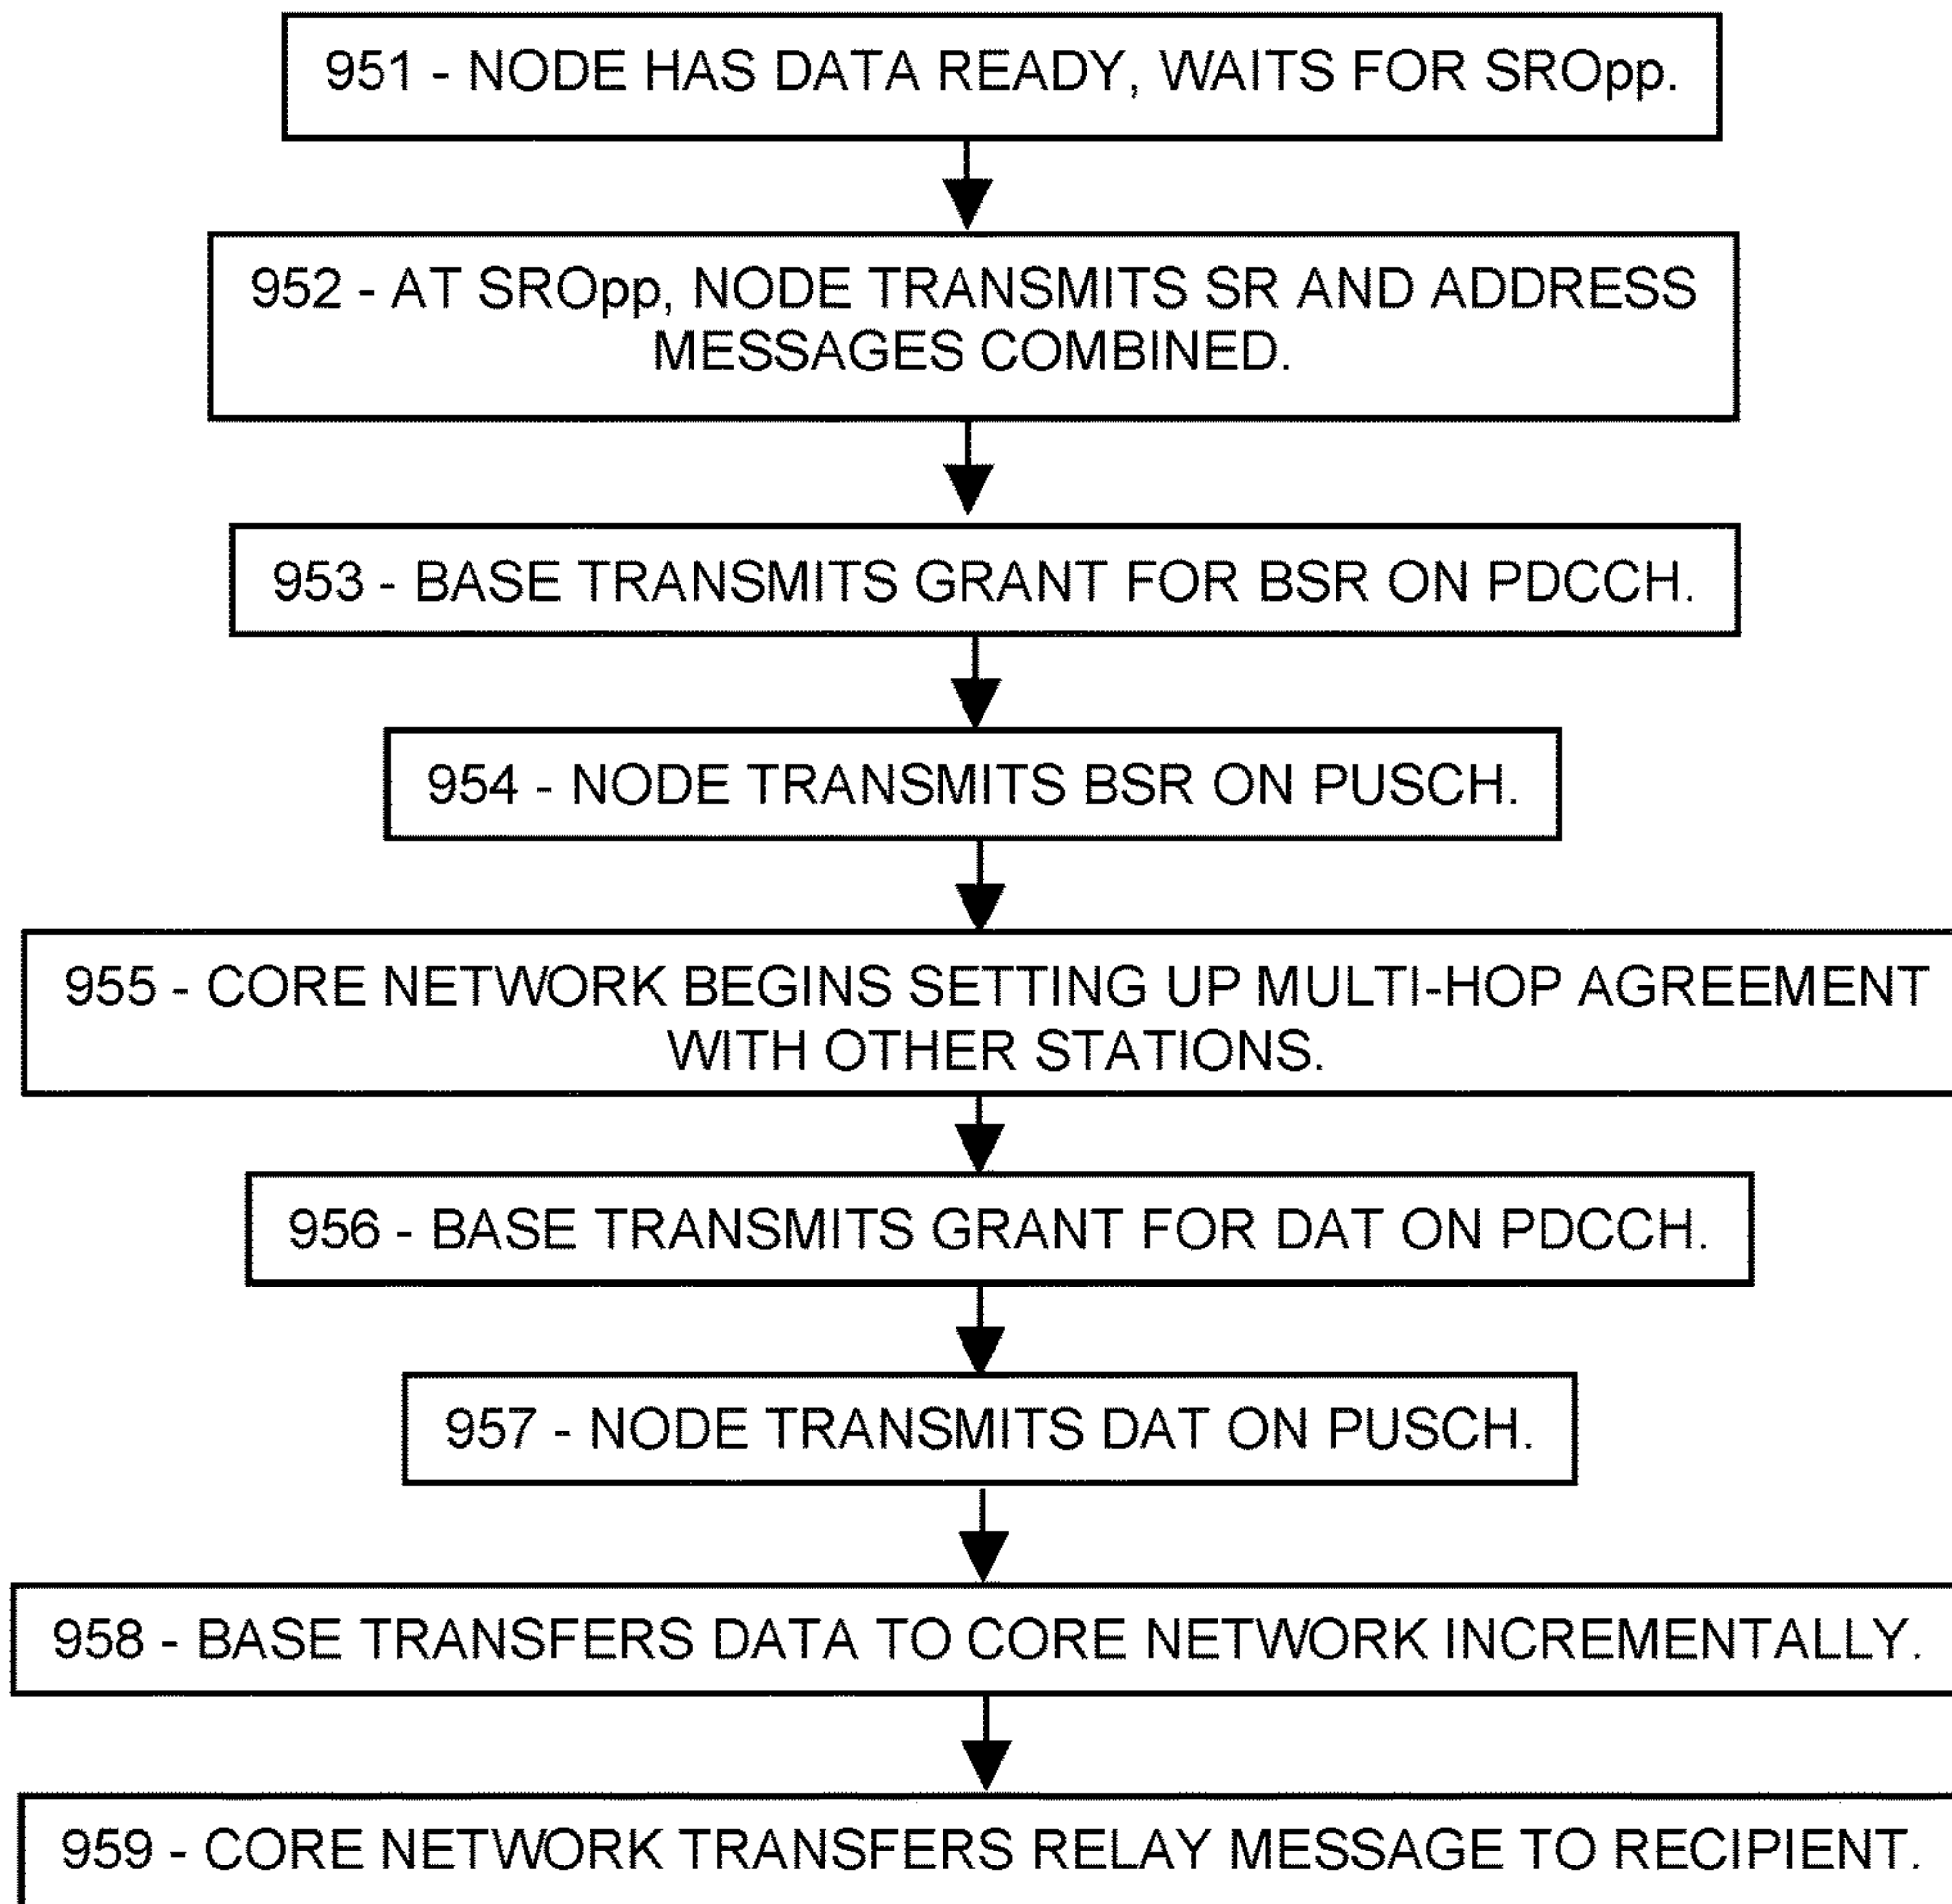 951 - NODE HAS DATA READY, WAITS FOR SROpp.
952 - AT SROpp, NODE TRANSMITS SR AND ADDRESS
MESSAGES COMBINED.
953 - BASE TRANSMITS GRANT FOR BSR ON PDCCH.
954 - NODE TRANSMITS BSR ON PUSCH.
955 - CORE NETWORK BEGINS SETTING UP MULTI-HOP AGREEMENT
WITH OTHER STATIONS.
956 - BASE TRANSMITS GRANT FOR DAT ON PDCCH.
957 - NODE TRANSMITS DAT ON PUSCH.
958 - BASE TRANSFERS DATA TO CORE NETWORK INCREMENTALLY.
959 - CORE NETWORK TRANSFERS RELAY MESSAGE TO RECIPIENT.